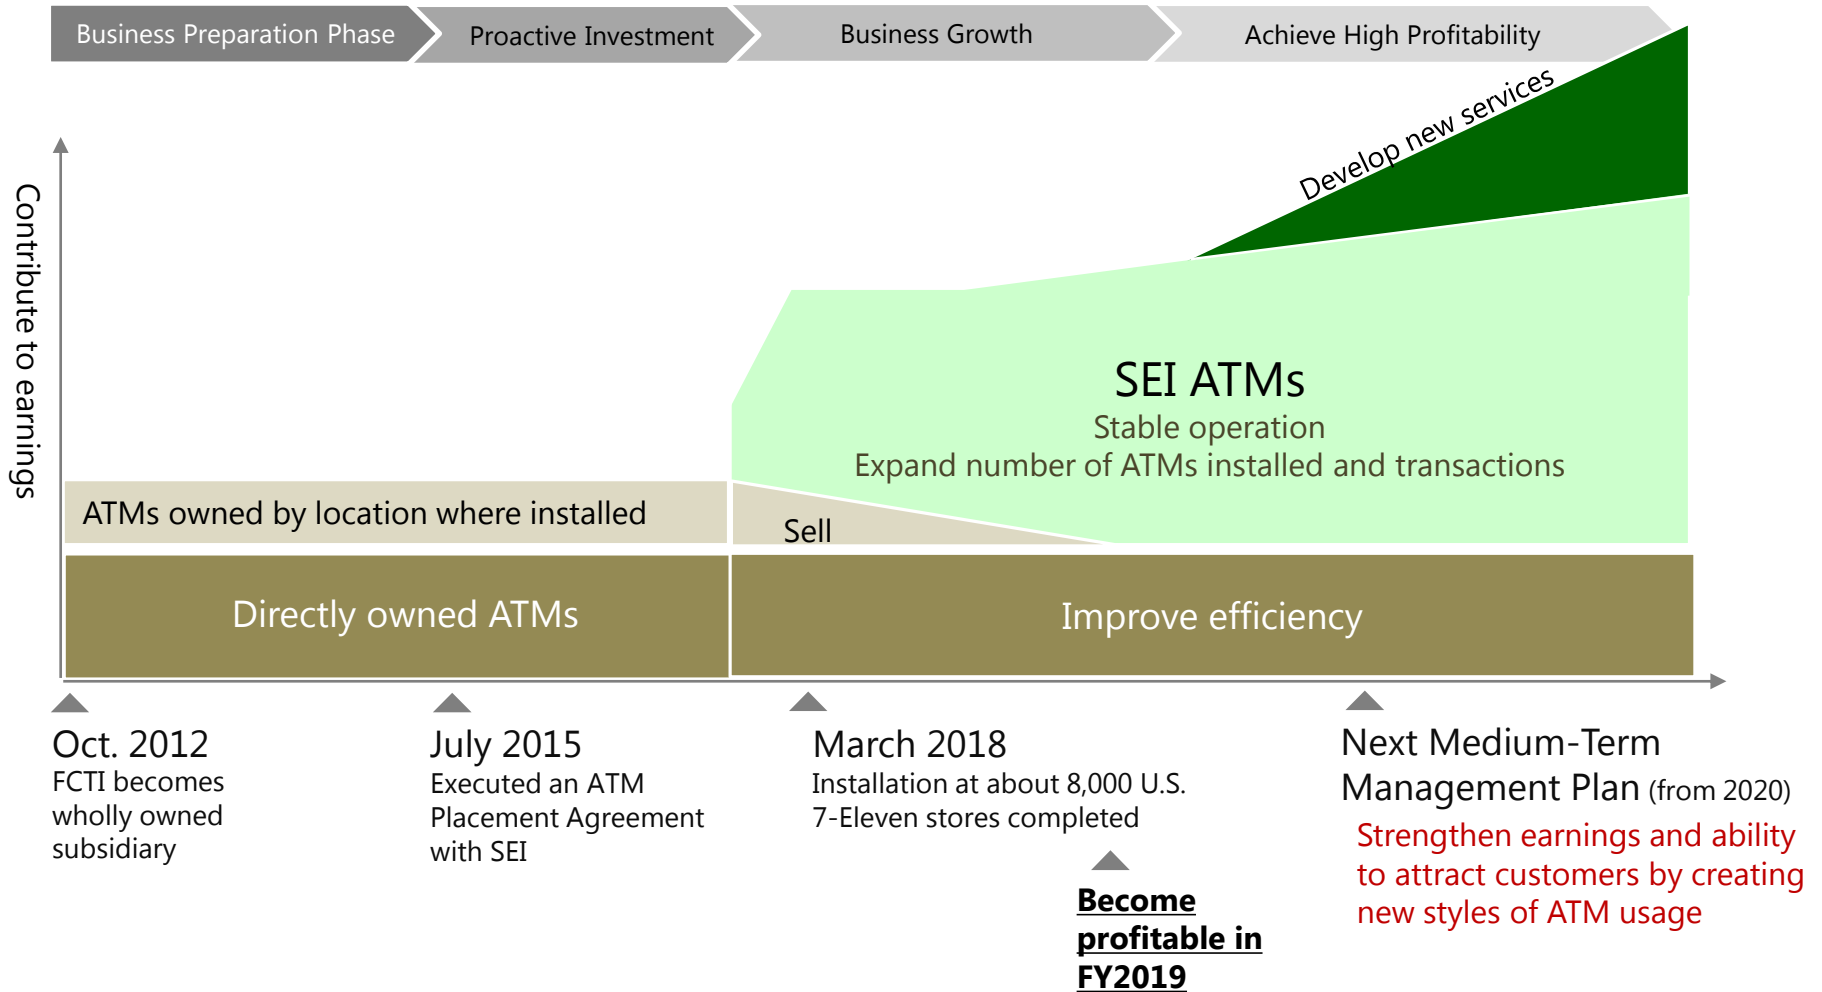 Business Preparation Phase
Proactive Investment
Business Growth
Achieve High Profitability
Develop new services
Contribute to earnings
SEI ATMs
Stable operation
Expand number of ATMs installed and transactions
ATMs owned by location where installed
Sell
Directly owned ATMs
Improve efficiency
Oct. 2012
FCTI becomes
wholly owned
subsidiary
July 2015
Executed an ATM
Placement Agreement
with SEI
March 2018
Installation at about 8,000 U.S.
7-Eleven stores completed
Become
profitable in
FY2019
Next Medium-Term
Management Plan (from 2020)
Strengthen earnings and ability
to attract customers by creating
new styles of ATM usage